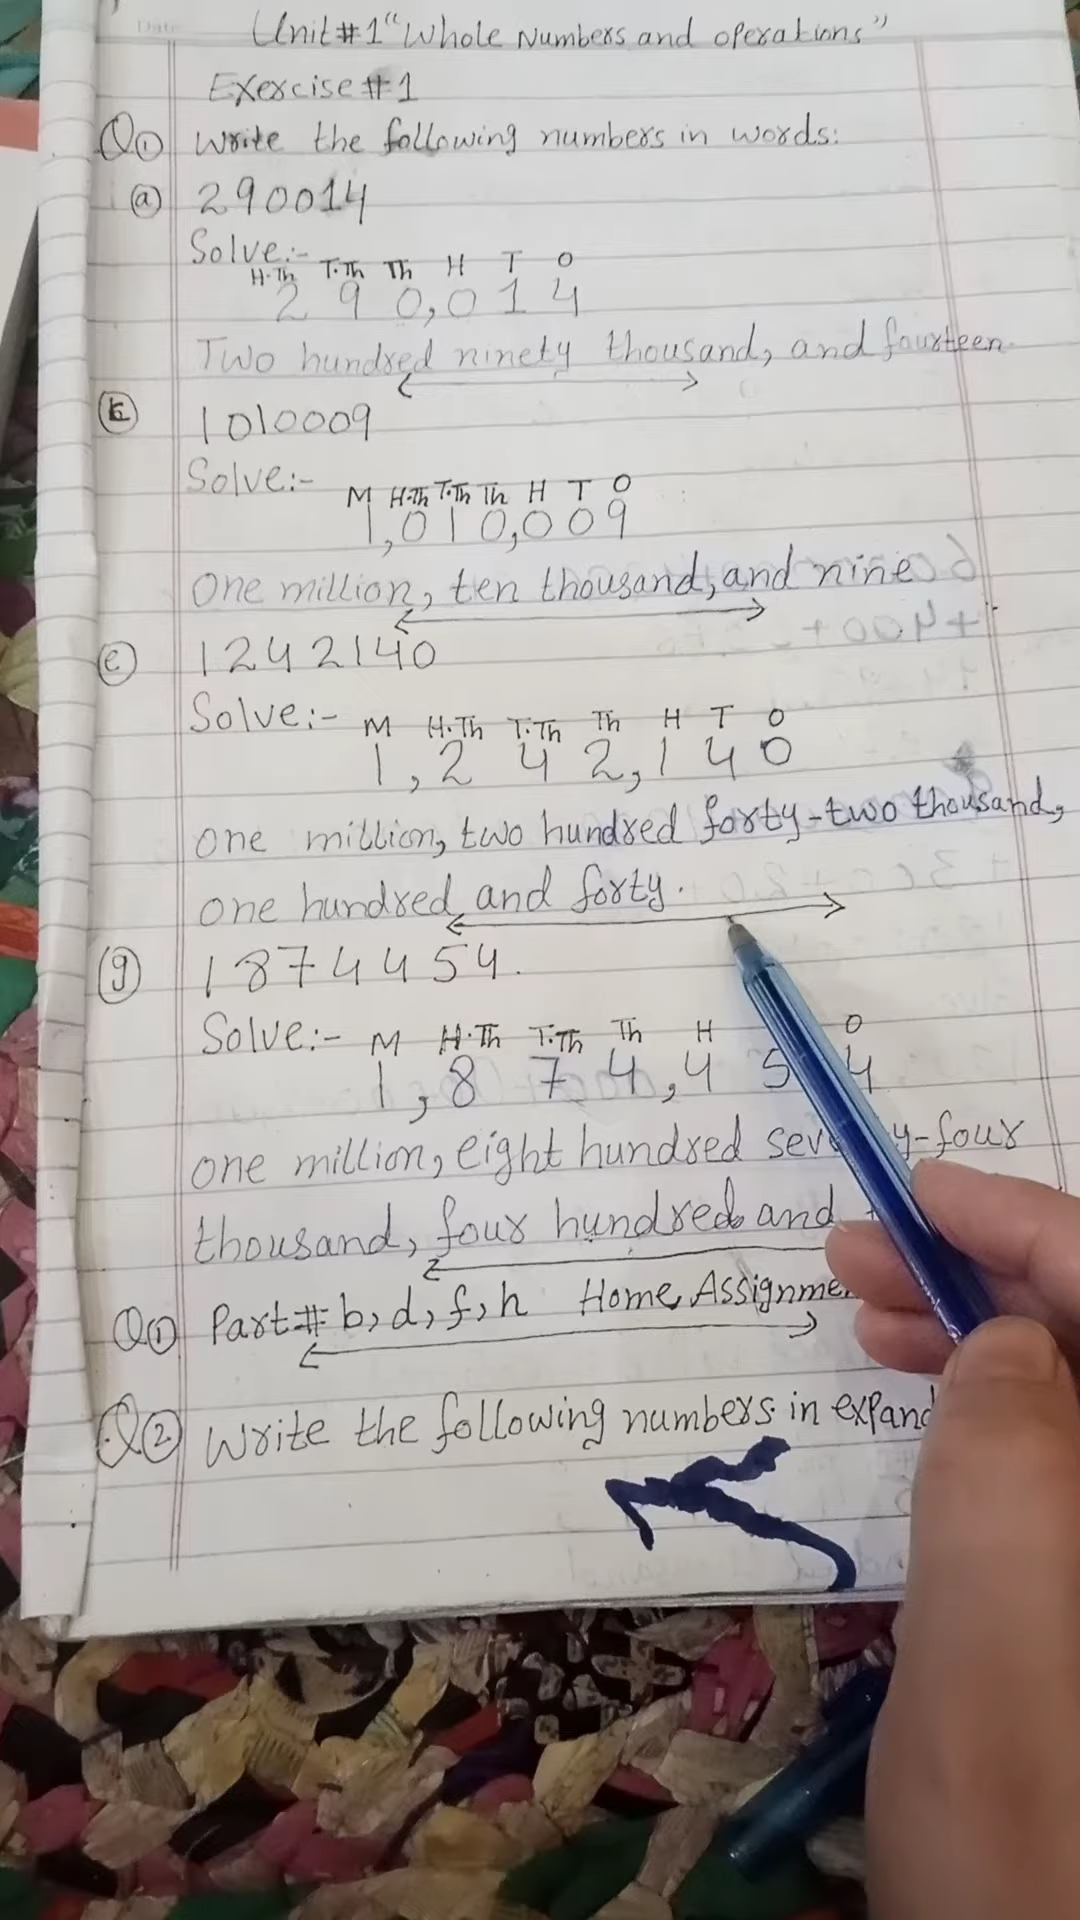 Unit#1 "Whole Numbers and operations"
Exercise#1
Q① Write the following numbers in words:
ⓐ 290014
Solve:-
H.Th T.Th Th H T O
2 9 0,0 1 4
Two hundred ninety thousand, and fourteen.
1010009
Solve:-
M H.Th T.Th Th H T O
1,0 1 0,0 0 9
One million, ten thousand, and nine
ⓔ 1242140
Solve:- M H.Th T.Th Th H T O
1,2 4 2,1 4 0
one million, two hundred forty-two thousand,
one hundred and forty.
ⓖ 1874454.
Solve:- M H.Th T.Th Th H O
1,8 7 4,4 5 4
one million, eight hundred -four
thousand, four hundred and
Q① Part# b, d, f, h Home Assignme
Q② Write the following numbers in expand